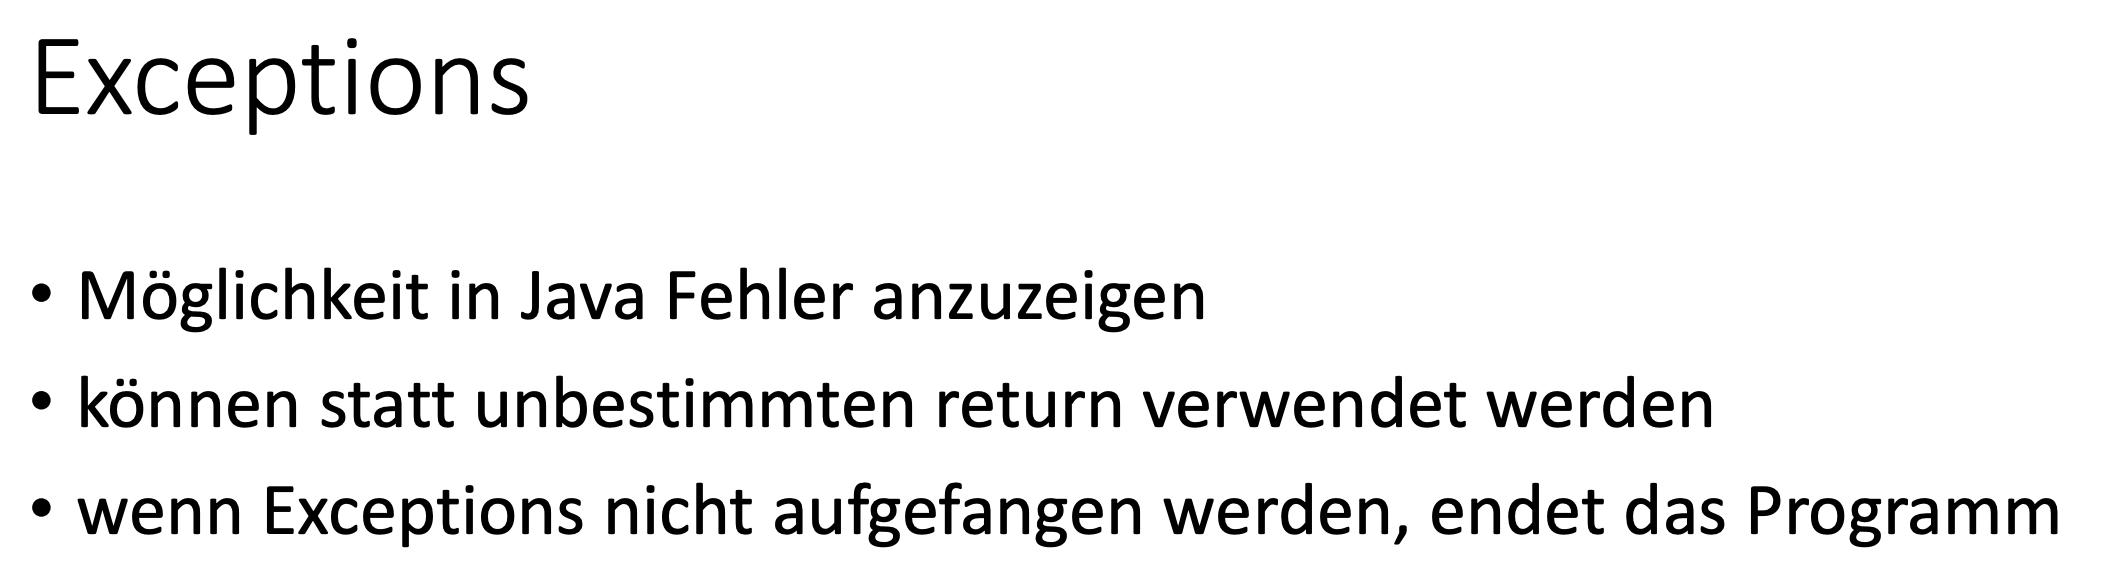 Exceptions
• Möglichkeit in Java Fehler anzuzeigen
• können statt unbestimmten return verwendet werden
• wenn Exceptions nicht aufgefangen werden, endet das Programm